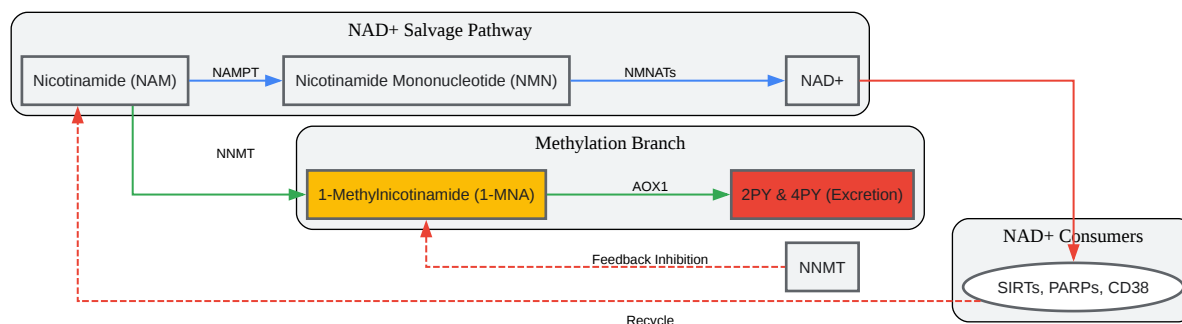 NAD+ Salvage Pathway
Nicotinamide (NAM)
NAMPT
Nicotinamide Mononucleotide (NMN)
NMNATs
NAD+
Methylation Branch
NNMT
1-Methylnicotinamide (1-MNA)
AOX1
2PY & 4PY (Excretion)
NAD+ Consumers
Feedback Inhibition
NNMT
SIRTs, PARPs, CD38
Recycle